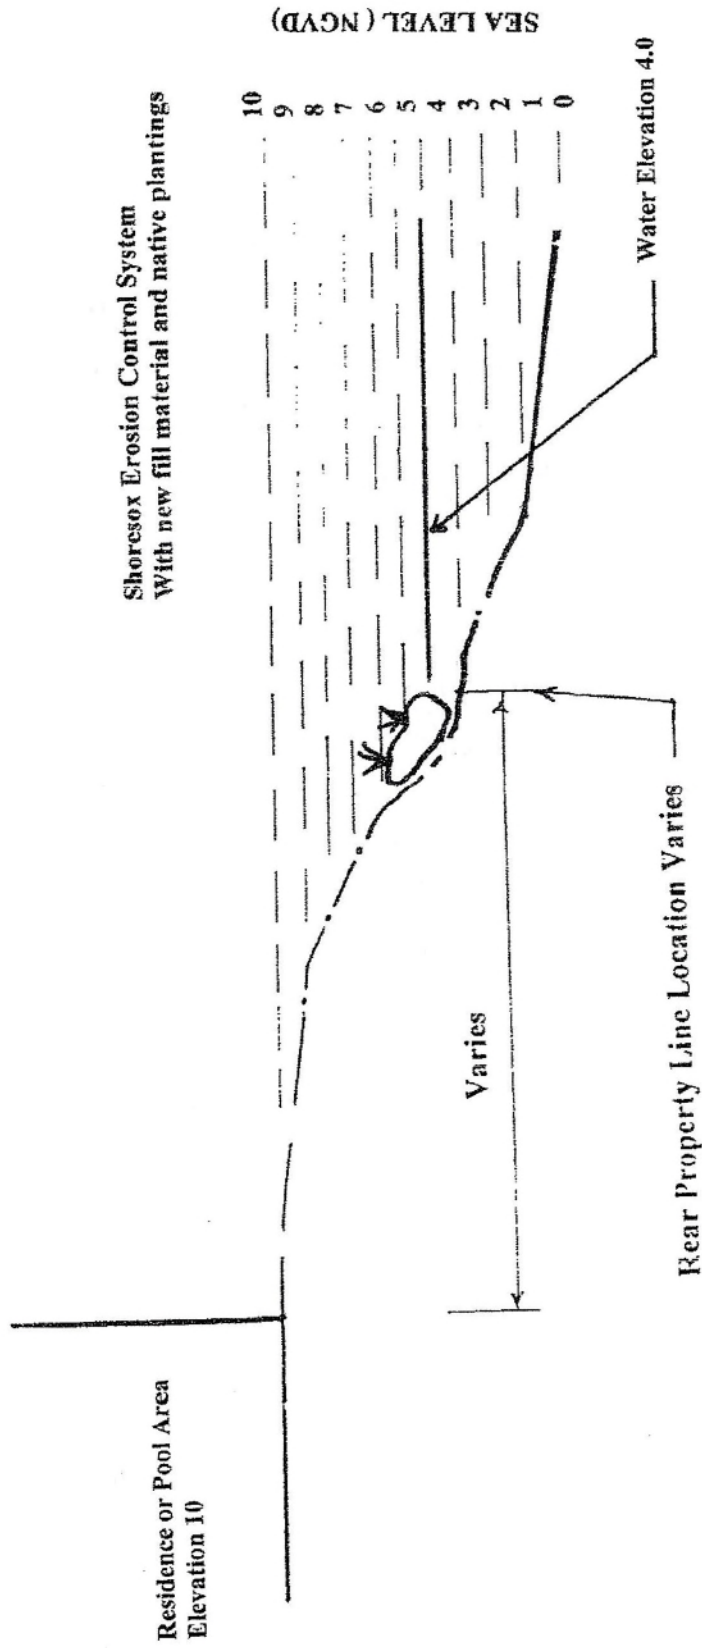 Shoresox Erosion Control System
With new fill material and native plantings
Residence or Pool Area
Elevation 10
10
9
8
7
6
5
4
3
2
1
0
SEA LEVEL (NGVD)
Varies
Water Elevation 4.0
Rear Property Line Location Varies